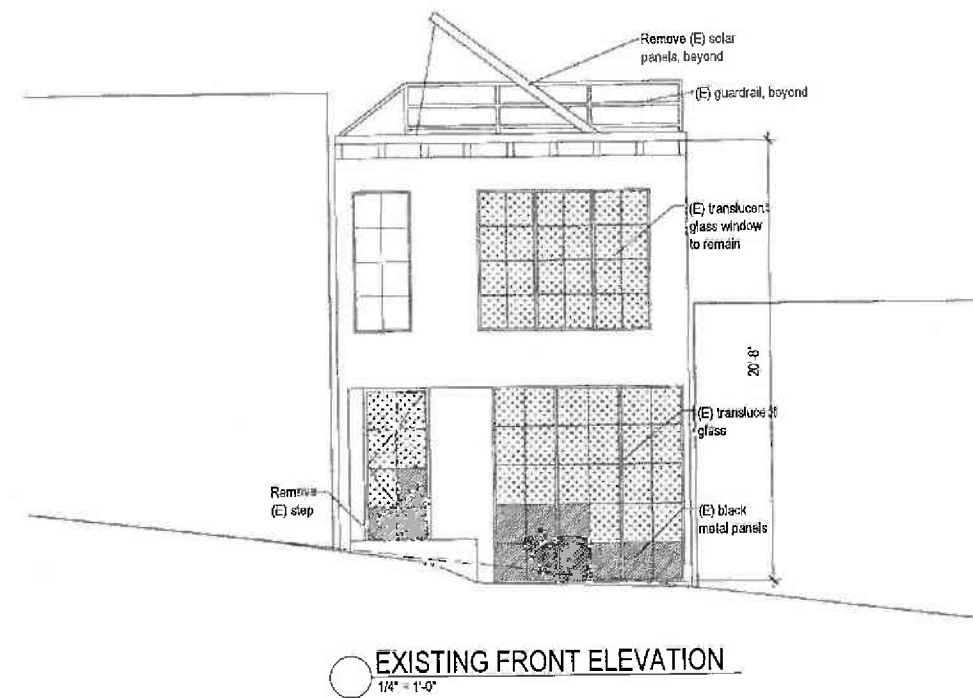 Remove (E) solar
panels, beyond
(E) guardrail, beyond
(E) translucent
glass window
to remain
20'-8"
(E) translucent
glass
Remove
(E) step
(E) black
metal panels
EXISTING FRONT ELEVATION
1/4" = 1'-0"